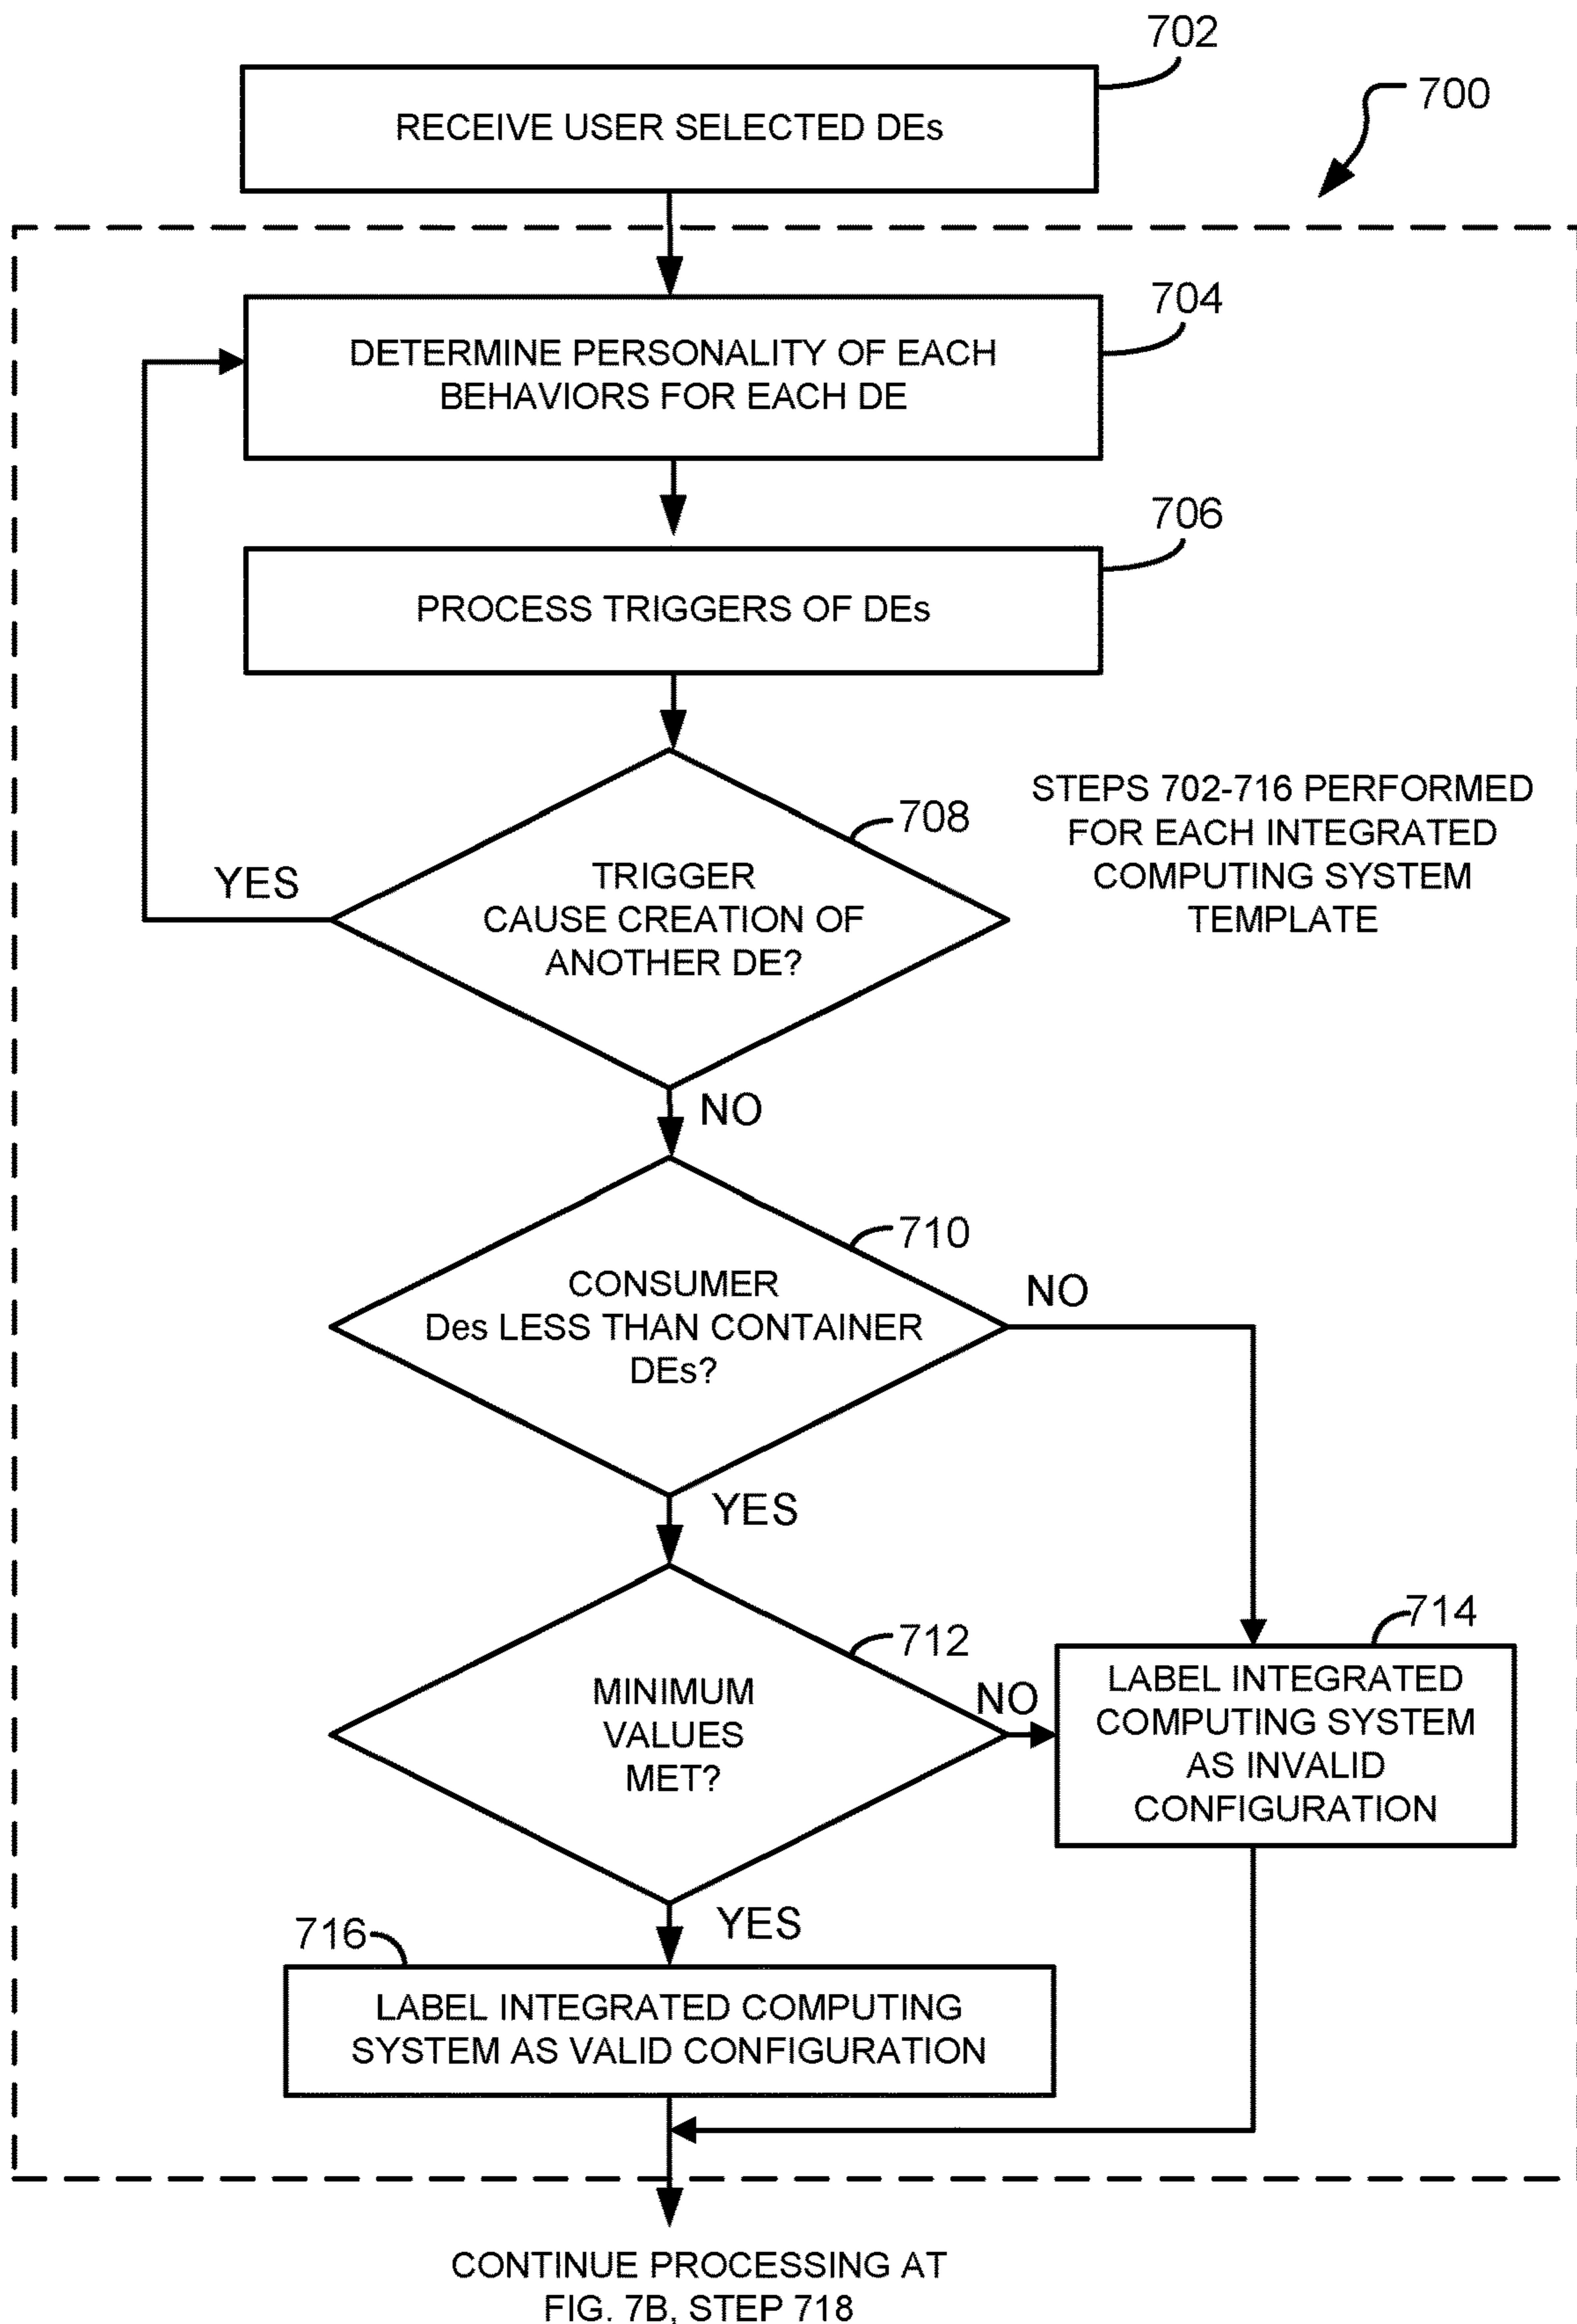 702
700
RECEIVE USER SELECTED DEs
704
DETERMINE PERSONALITY OF EACH
BEHAVIORS FOR EACH DE
706
PROCESS TRIGGERS OF DEs
708
TRIGGER
CAUSE CREATION OF
ANOTHER DE?
YES
STEPS 702-716 PERFORMED
FOR EACH INTEGRATED
COMPUTING SYSTEM
TEMPLATE
NO
710
CONSUMER
Des LESS THAN CONTAINER
DEs?
NO
YES
712
MINIMUM
VALUES
MET?
NO
714
LABEL INTEGRATED
COMPUTING SYSTEM
AS INVALID
CONFIGURATION
YES
716
LABEL INTEGRATED COMPUTING
SYSTEM AS VALID CONFIGURATION
CONTINUE PROCESSING AT
FIG. 7B, STEP 718